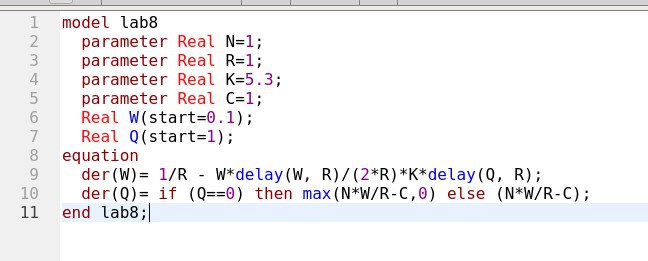 1 model lab8
2 parameter Real N=1;
3 parameter Real R=1;
4 parameter Real K=5.3;
5 parameter Real C=1;
6 Real W(start=0.1);
7 Real Q(start=1);
8 equation
9 der(W)= 1/R - W*delay(W, R)/(2*R)*K*delay(Q, R);
10 der(Q)= if (Q==0) then max(N*W/R-C,0) else (N*W/R-C);
11 end lab8;